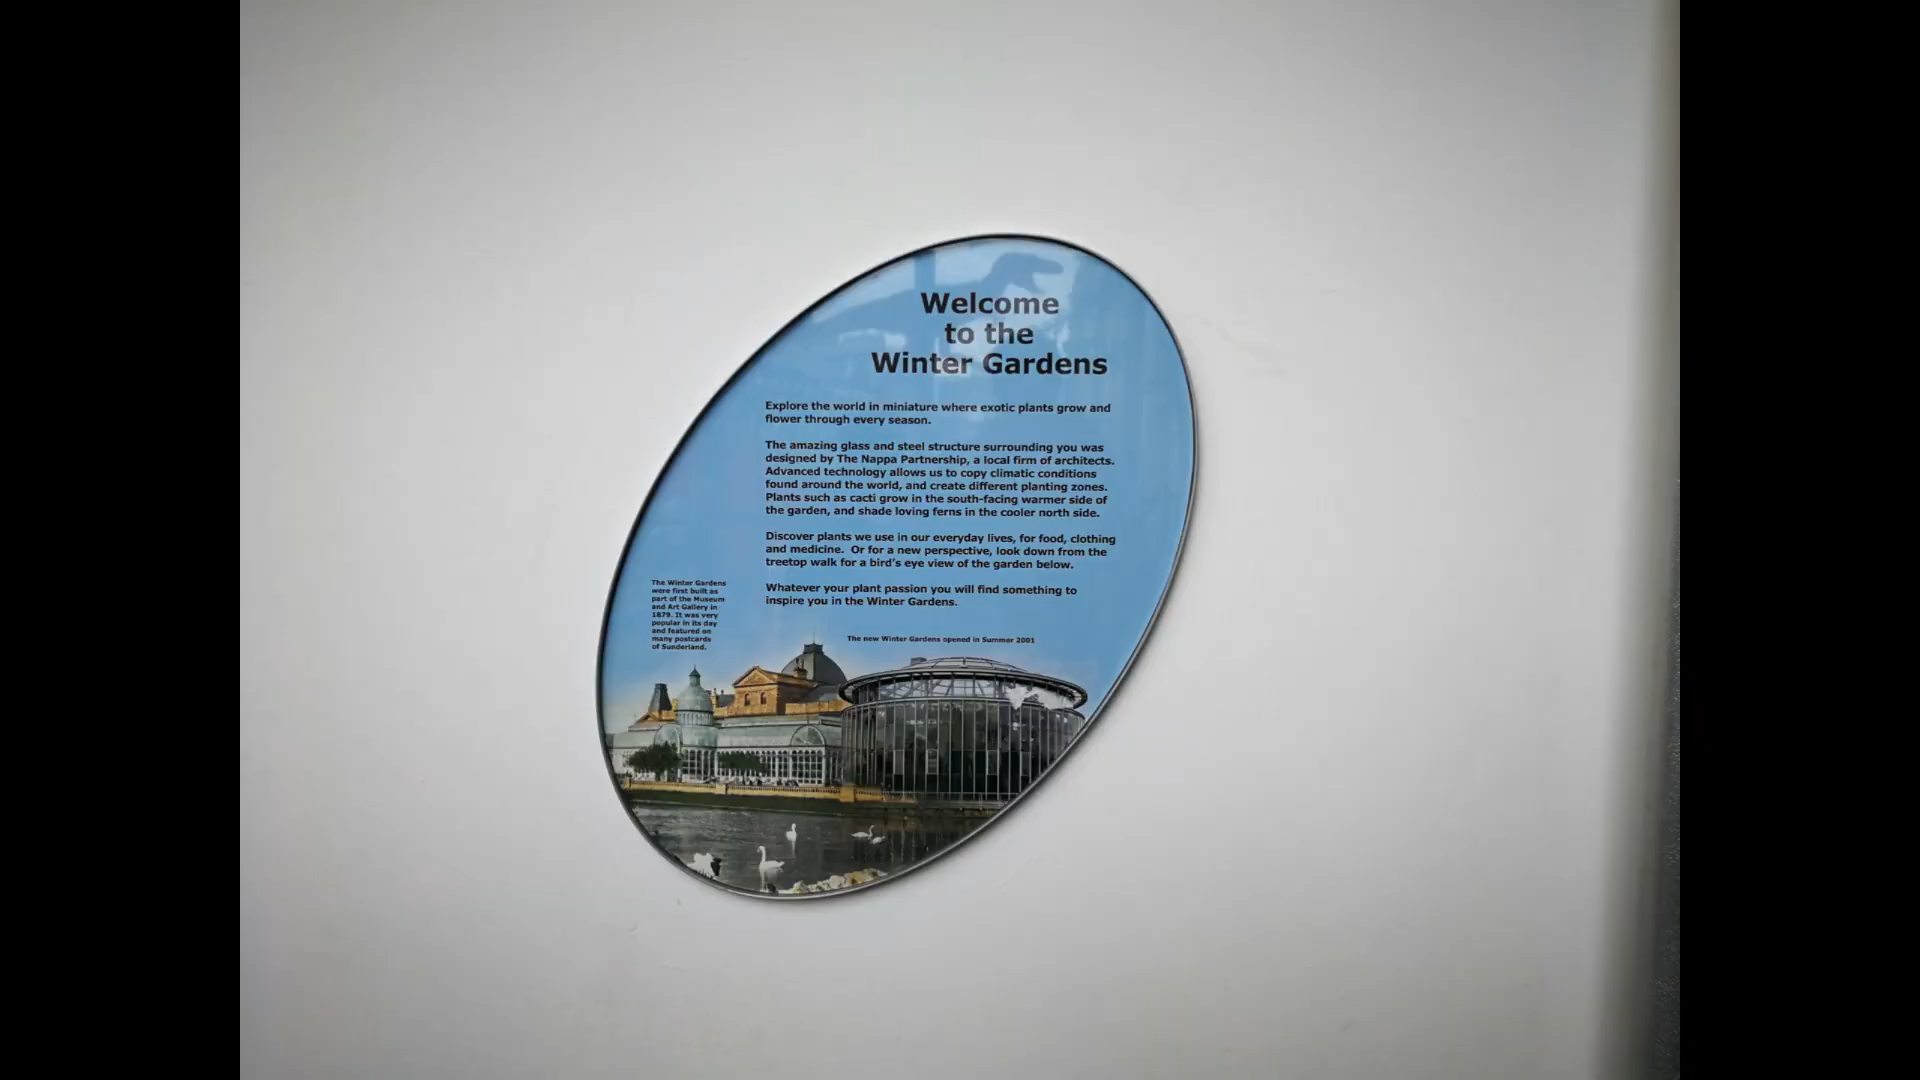 Welcome
to the
Winter Gardens
Explore the world in miniature where exotic plants grow and
flower through every season.
The amazing glass and steel structure surrounding you was
designed by The Nappa Partnership, a local firm of architects.
Advanced technology allows us to copy climatic conditions
found around the world, and create different planting zones.
Plants such as cacti grow in the south-facing warmer side of
the garden, and shade loving ferns in the cooler north side.
Discover plants we use in our everyday lives, for food, clothing
and medicine.  Or for a new perspective, look down from the
treetop walk for a bird's eye view of the garden below.
Whatever your plant passion you will find something to
inspire you in the Winter Gardens.
The Winter Gardens
were first built as
part of the Museum
and Art Gallery in
1879. It was very
popular in its day
and featured on
many postcards
of Sunderland.
The new Winter Gardens opened in Summer 2001